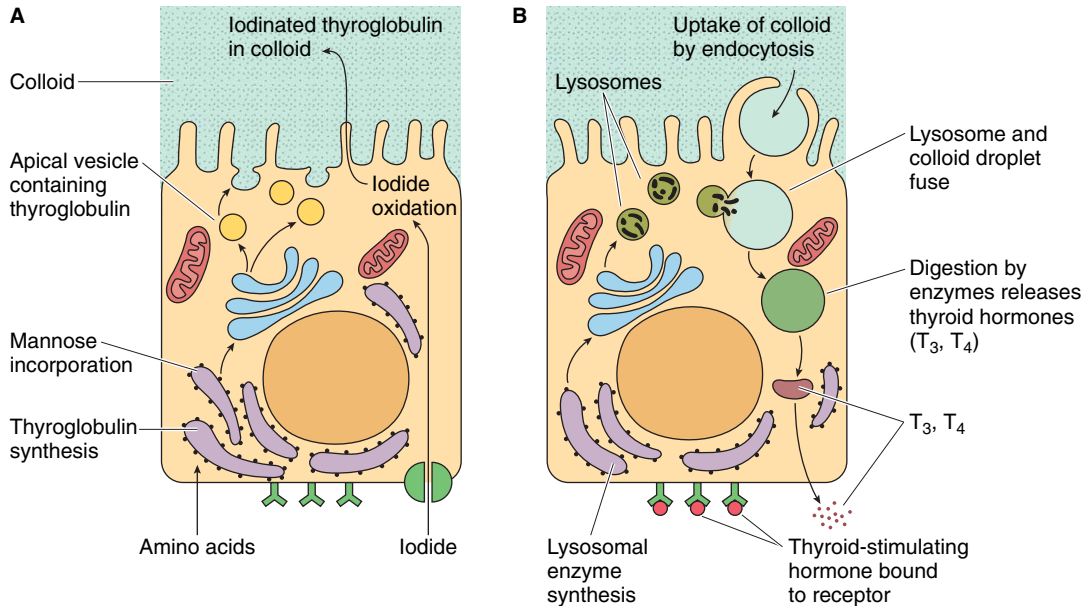 A
Iodinated thyroglobulin
in colloid
Colloid
Apical vesicle
containing
thyroglobulin
Iodide
oxidation
Mannose
incorporation
Thyroglobulin
synthesis
Amino acids
Iodide
B
Uptake of colloid
by endocytosis
Lysosomes
Lysosome and
colloid droplet
fuse
Digestion by
enzymes releases
thyroid hormones
(T₃, T₄)
T₃, T₄
Lysosomal
enzyme
synthesis
Thyroid-stimulating
hormone bound
to receptor